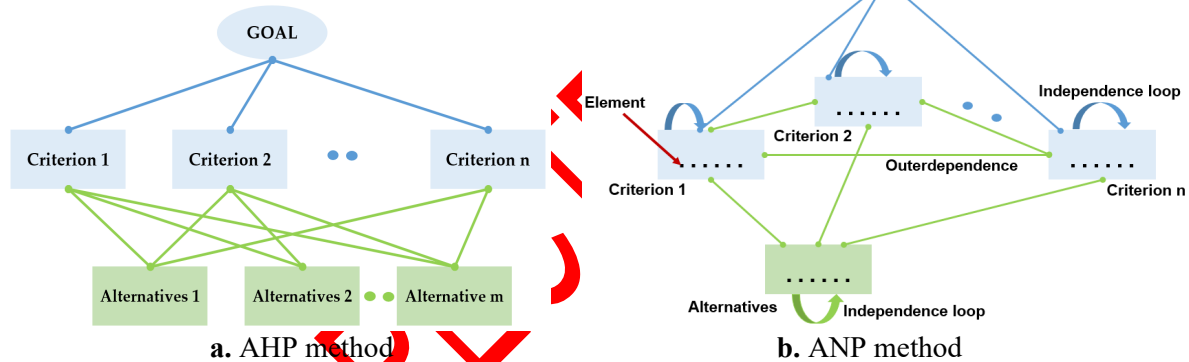 GOAL
Criterion 1
Criterion 2
Criterion n
Alternatives 1
Alternatives 2
Alternative m
a. AHP method
Element
......
Criterion 1
......
Criterion 2
Independence loop
......
Criterion n
Outerdependence
......
Alternatives
Independence loop
b. ANP method